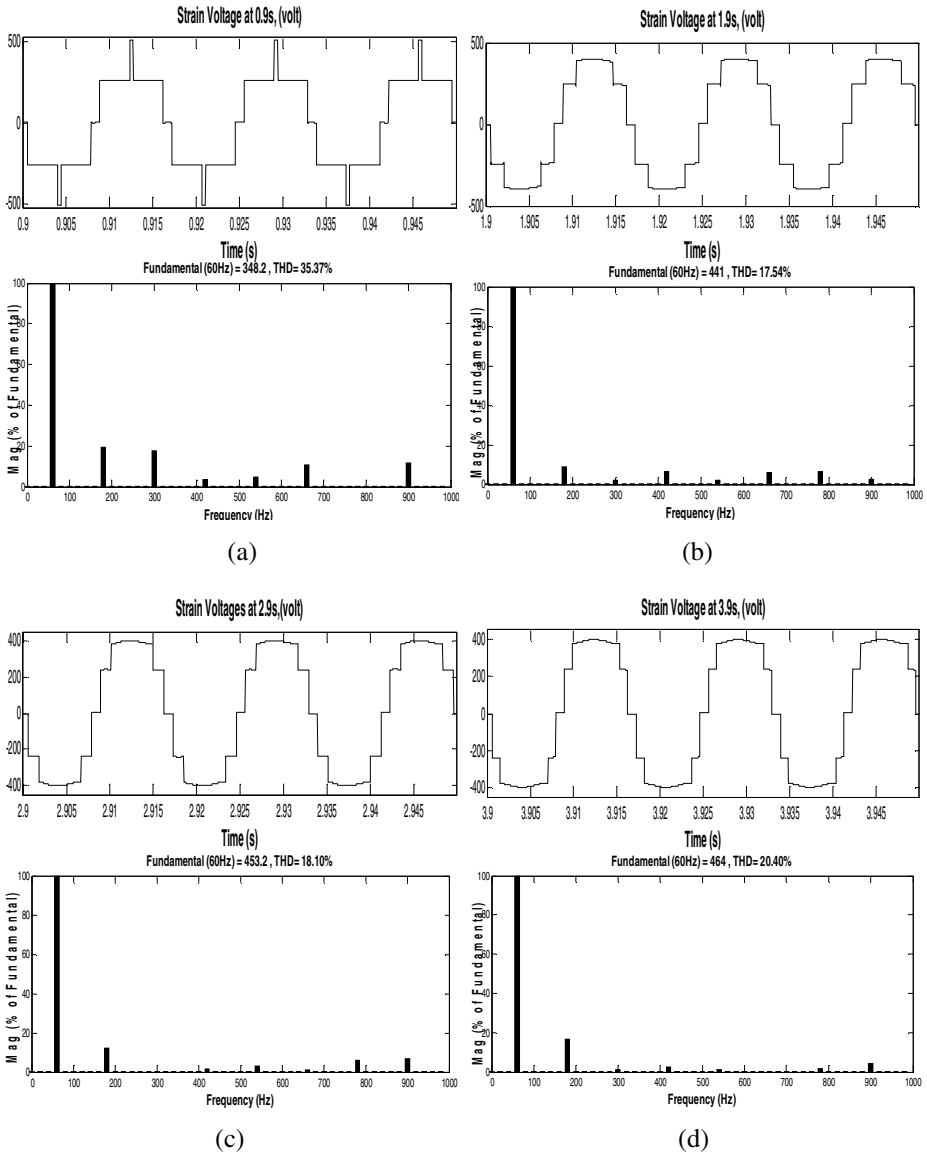 Strain Voltage at 0.9s, (volt)
500
0
-500
0.9 0.905 0.91 0.915 0.92 0.925 0.93 0.935 0.94 0.945
Time (s)
Fundamental (60Hz) = 348.2 , THD= 35.37%
Mag (% of Fundamental)
100
80
60
40
20
0
0 100 200 300 400 500 600 700 800 900 1000
Frequency (Hz)
(a)
Strain Voltage at 1.9s, (volt)
500
0
-500
1.9 1.905 1.91 1.915 1.92 1.925 1.93 1.935 1.94 1.945
Time (s)
Fundamental (60Hz) = 441 , THD= 17.54%
Mag (% of Fundamental)
100
80
60
40
20
0
0 100 200 300 400 500 600 700 800 900 1000
Frequency (Hz)
(b)
Strain Voltages at 2.9s,(volt)
400
200
0
-200
-400
2.9 2.905 2.91 2.915 2.92 2.925 2.93 2.935 2.94 2.945
Time (s)
Fundamental (60Hz) = 453.2 , THD= 18.10%
Mag (% of Fundamental)
100
80
60
40
20
0
0 100 200 300 400 500 600 700 800 900 1000
Frequency (Hz)
(c)
Strain Voltage at 3.9s, (volt)
400
200
0
-200
-400
3.9 3.905 3.91 3.915 3.92 3.925 3.93 3.935 3.94 3.945
Time (s)
Fundamental (60Hz) = 464 , THD= 20.40%
Mag (% of Fundamental)
100
80
60
40
20
0
0 100 200 300 400 500 600 700 800 900 1000
Frequency (Hz)
(d)